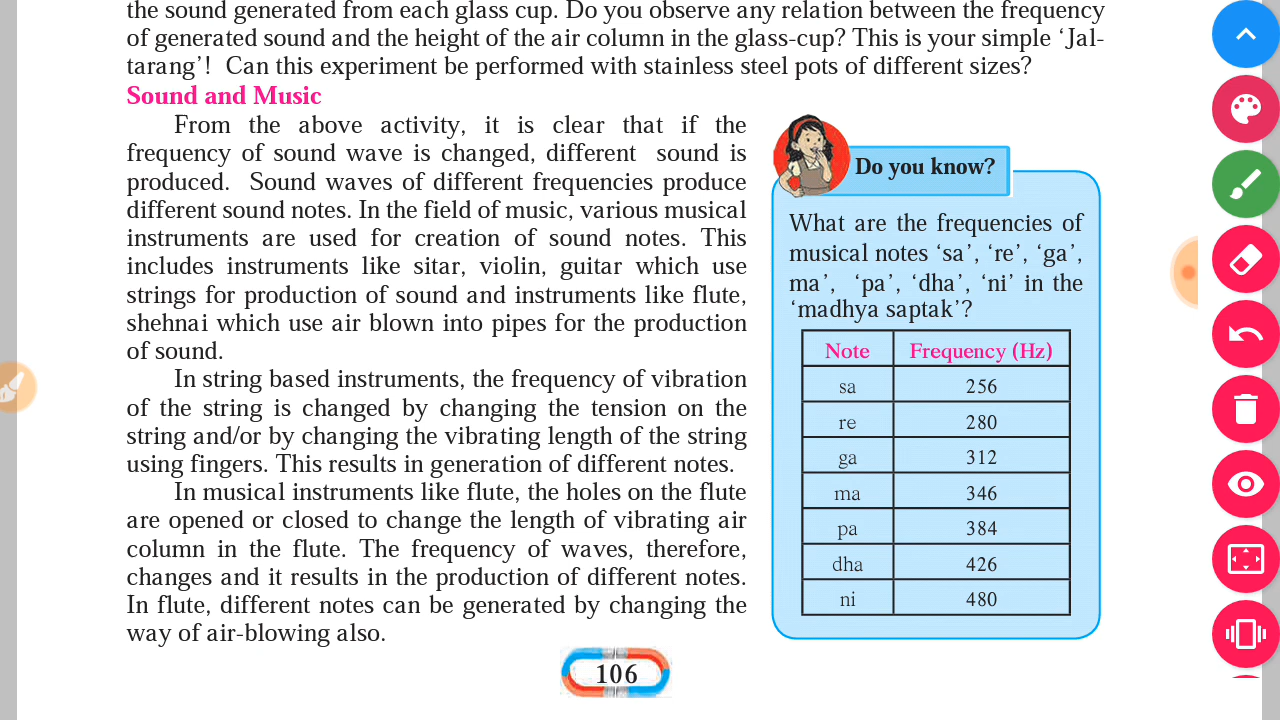 the sound generated from each glass cup. Do you observe any relation between the frequency
of generated sound and the height of the air column in the glass-cup? This is your simple ‘Jal-
tarang’!  Can this experiment be performed with stainless steel pots of different sizes?
Sound and Music
From the above activity, it is clear that if the
frequency of sound wave is changed, different  sound is
produced.  Sound waves of different frequencies produce
different sound notes. In the field of music, various musical
instruments are used for creation of sound notes. This
includes instruments like sitar, violin, guitar which use
strings for production of sound and instruments like flute,
shehnai which use air blown into pipes for the production
of sound.
In string based instruments, the frequency of vibration
of the string is changed by changing the tension on the
string and/or by changing the vibrating length of the string
using fingers. This results in generation of different notes.
In musical instruments like flute, the holes on the flute
are opened or closed to change the length of vibrating air
column in the flute. The frequency of waves, therefore,
changes and it results in the production of different notes.
In flute, different notes can be generated by changing the
way of air-blowing also.
Do you know?
What are the frequencies of
musical notes ‘sa’, ‘re’, ‘ga’,
ma’,  ‘pa’, ‘dha’, ‘ni’ in the
‘madhya saptak’?
Note Frequency (Hz)
sa 256
re 280
ga 312
ma 346
pa 384
dha 426
ni 480
106